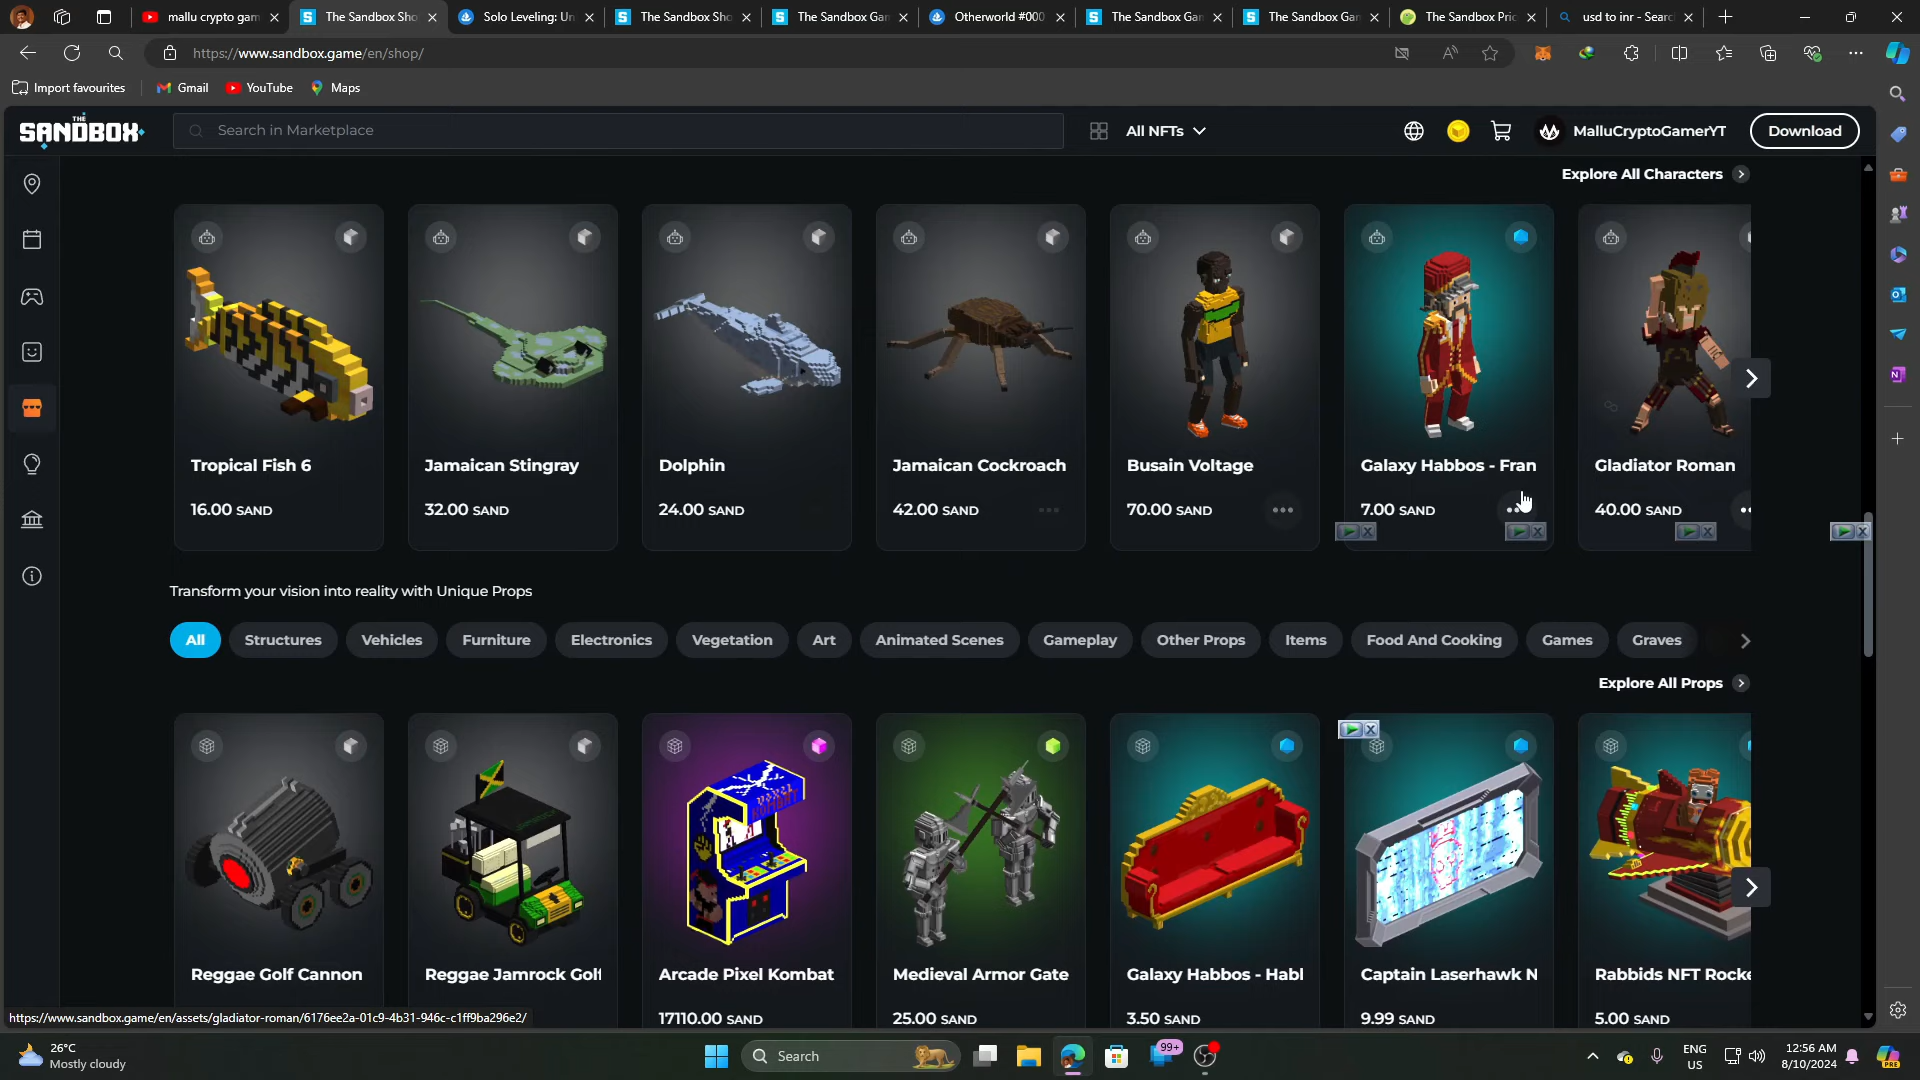 mallu crypto gam
The Sandbox Sho
Solo Leveling: Un
The Sandbox Sho
The Sandbox Gam
Otherworld #000
The Sandbox Gam
The Sandbox Gam
The Sandbox Pric
usd to inr - Search
https://www.sandbox.game/en/shop/
Import favourites
Gmail
YouTube
Maps
THE SANDBOX
Search in Marketplace
All NFTs
MalluCryptoGamerYT
Download
Explore All Characters
Tropical Fish 6
Jamaican Stingray
Dolphin
Jamaican Cockroach
Busain Voltage
Galaxy Habbos - Fran
Gladiator Roman
16.00 SAND
32.00 SAND
24.00 SAND
42.00 SAND
70.00 SAND
7.00 SAND
40.00 SAND
Transform your vision into reality with Unique Props
All
Structures
Vehicles
Furniture
Electronics
Vegetation
Art
Animated Scenes
Gameplay
Other Props
Items
Food And Cooking
Games
Graves
Explore All Props
Reggae Golf Cannon
Reggae Jamrock Golf
Arcade Pixel Kombat
Medieval Armor Gate
Galaxy Habbos - Habl
Captain Laserhawk N
Rabbids NFT Rocke
17110.00 SAND
25.00 SAND
3.50 SAND
9.99 SAND
5.00 SAND
https://www.sandbox.game/en/assets/gladiator-roman/6176ee2a-01c9-4b31-946c-c1ff9ba296e2/
26°C
Mostly cloudy
Search
99+
ENG
US
12:56 AM
8/10/2024